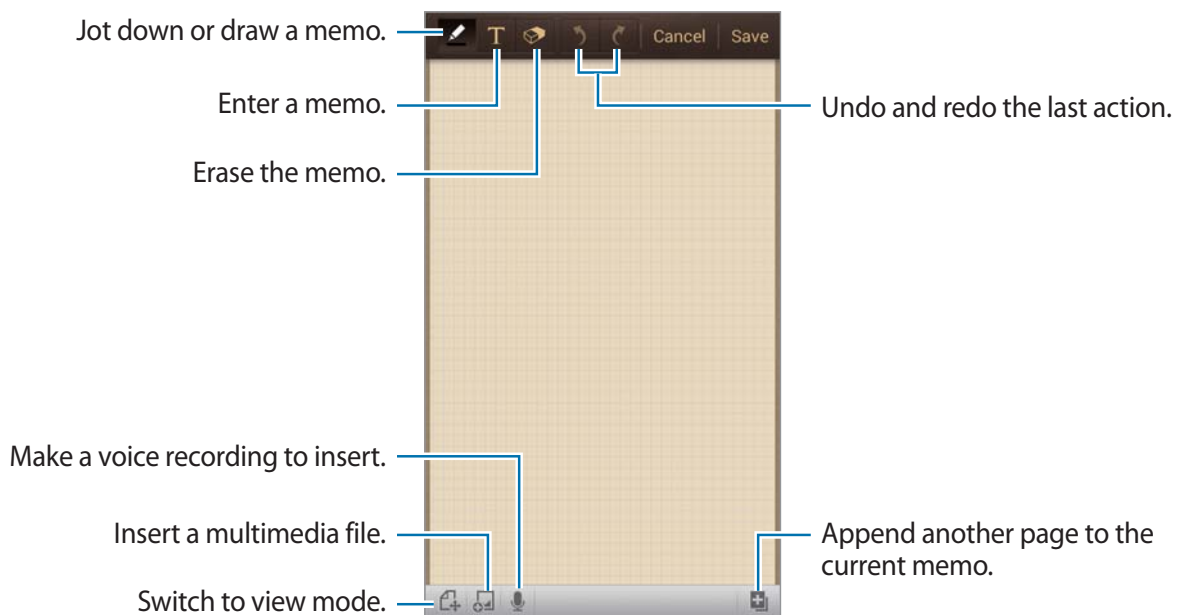 Jot down or draw a memo.
T
Cancel
Save
Enter a memo.
Undo and redo the last action.
Erase the memo.
Make a voice recording to insert.
Insert a multimedia file.
Append another page to the
current memo.
Switch to view mode.